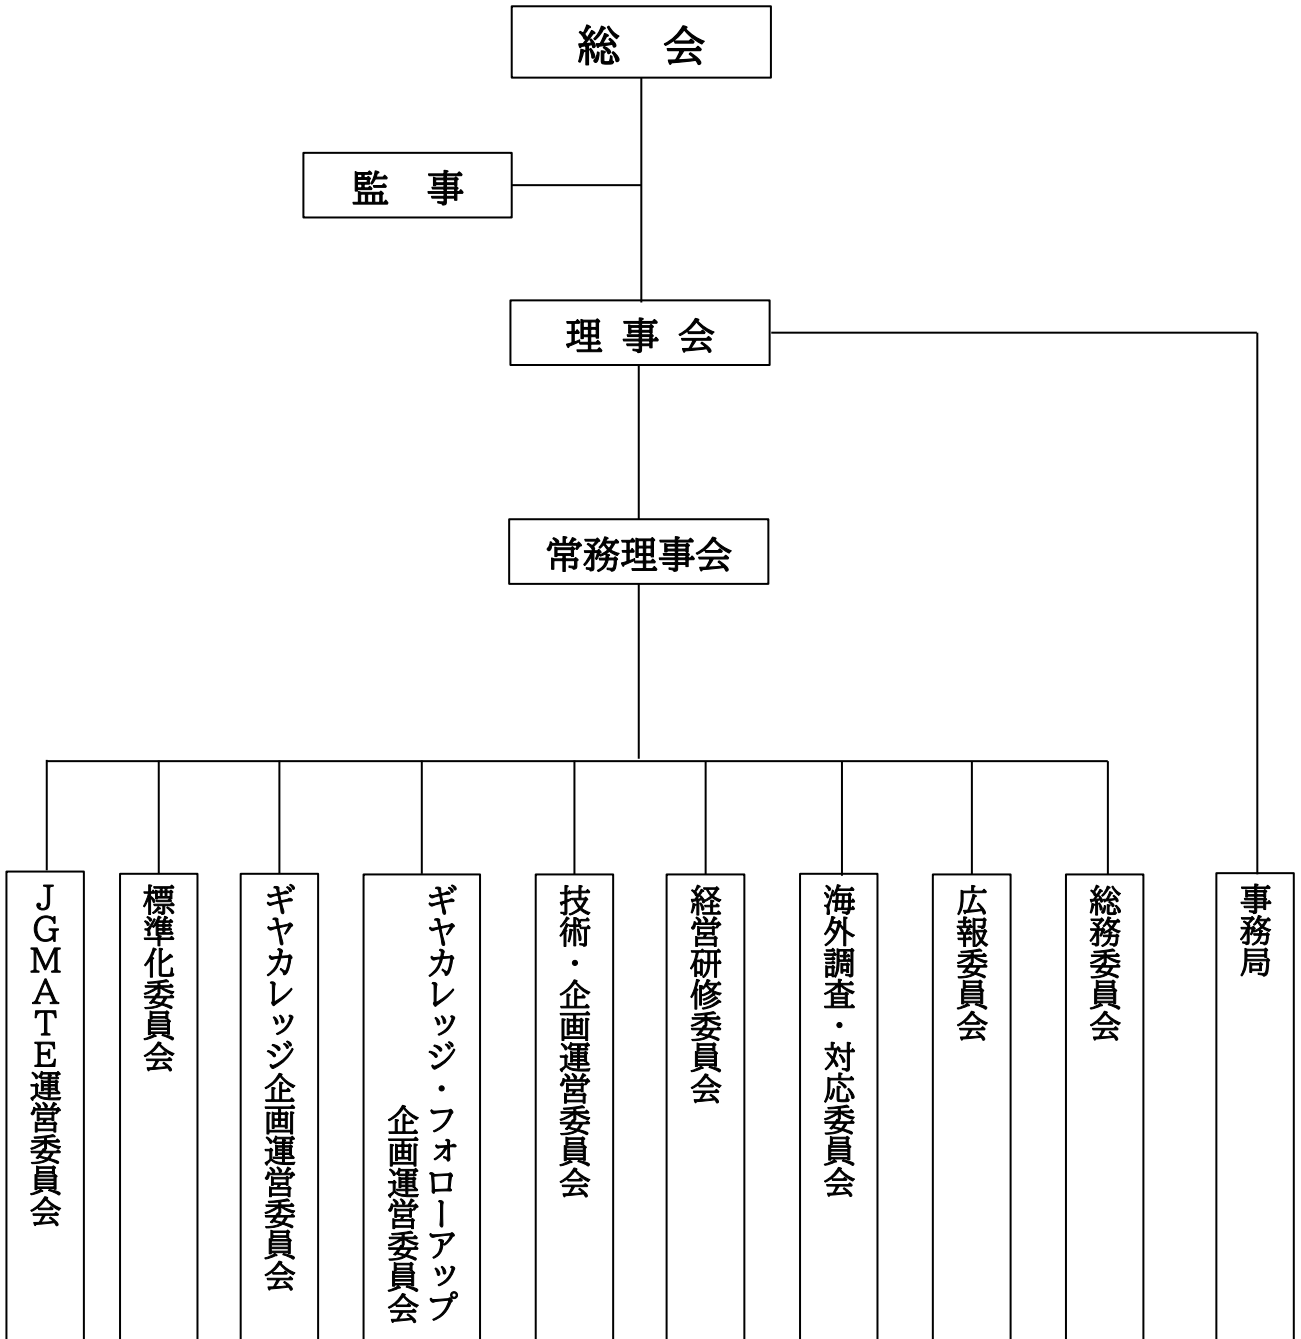 総　会
監　事
理 事 会
常務理事会
事務局
総務委員会
広報委員会
海外調査・対応委員会
経営研修委員会
技術・企画運営委員会
ギヤカレッジ・フォローアップ
企画運営委員会
ギヤカレッジ企画運営委員会
標準化委員会
ＪＧＭＡＴＥ運営委員会